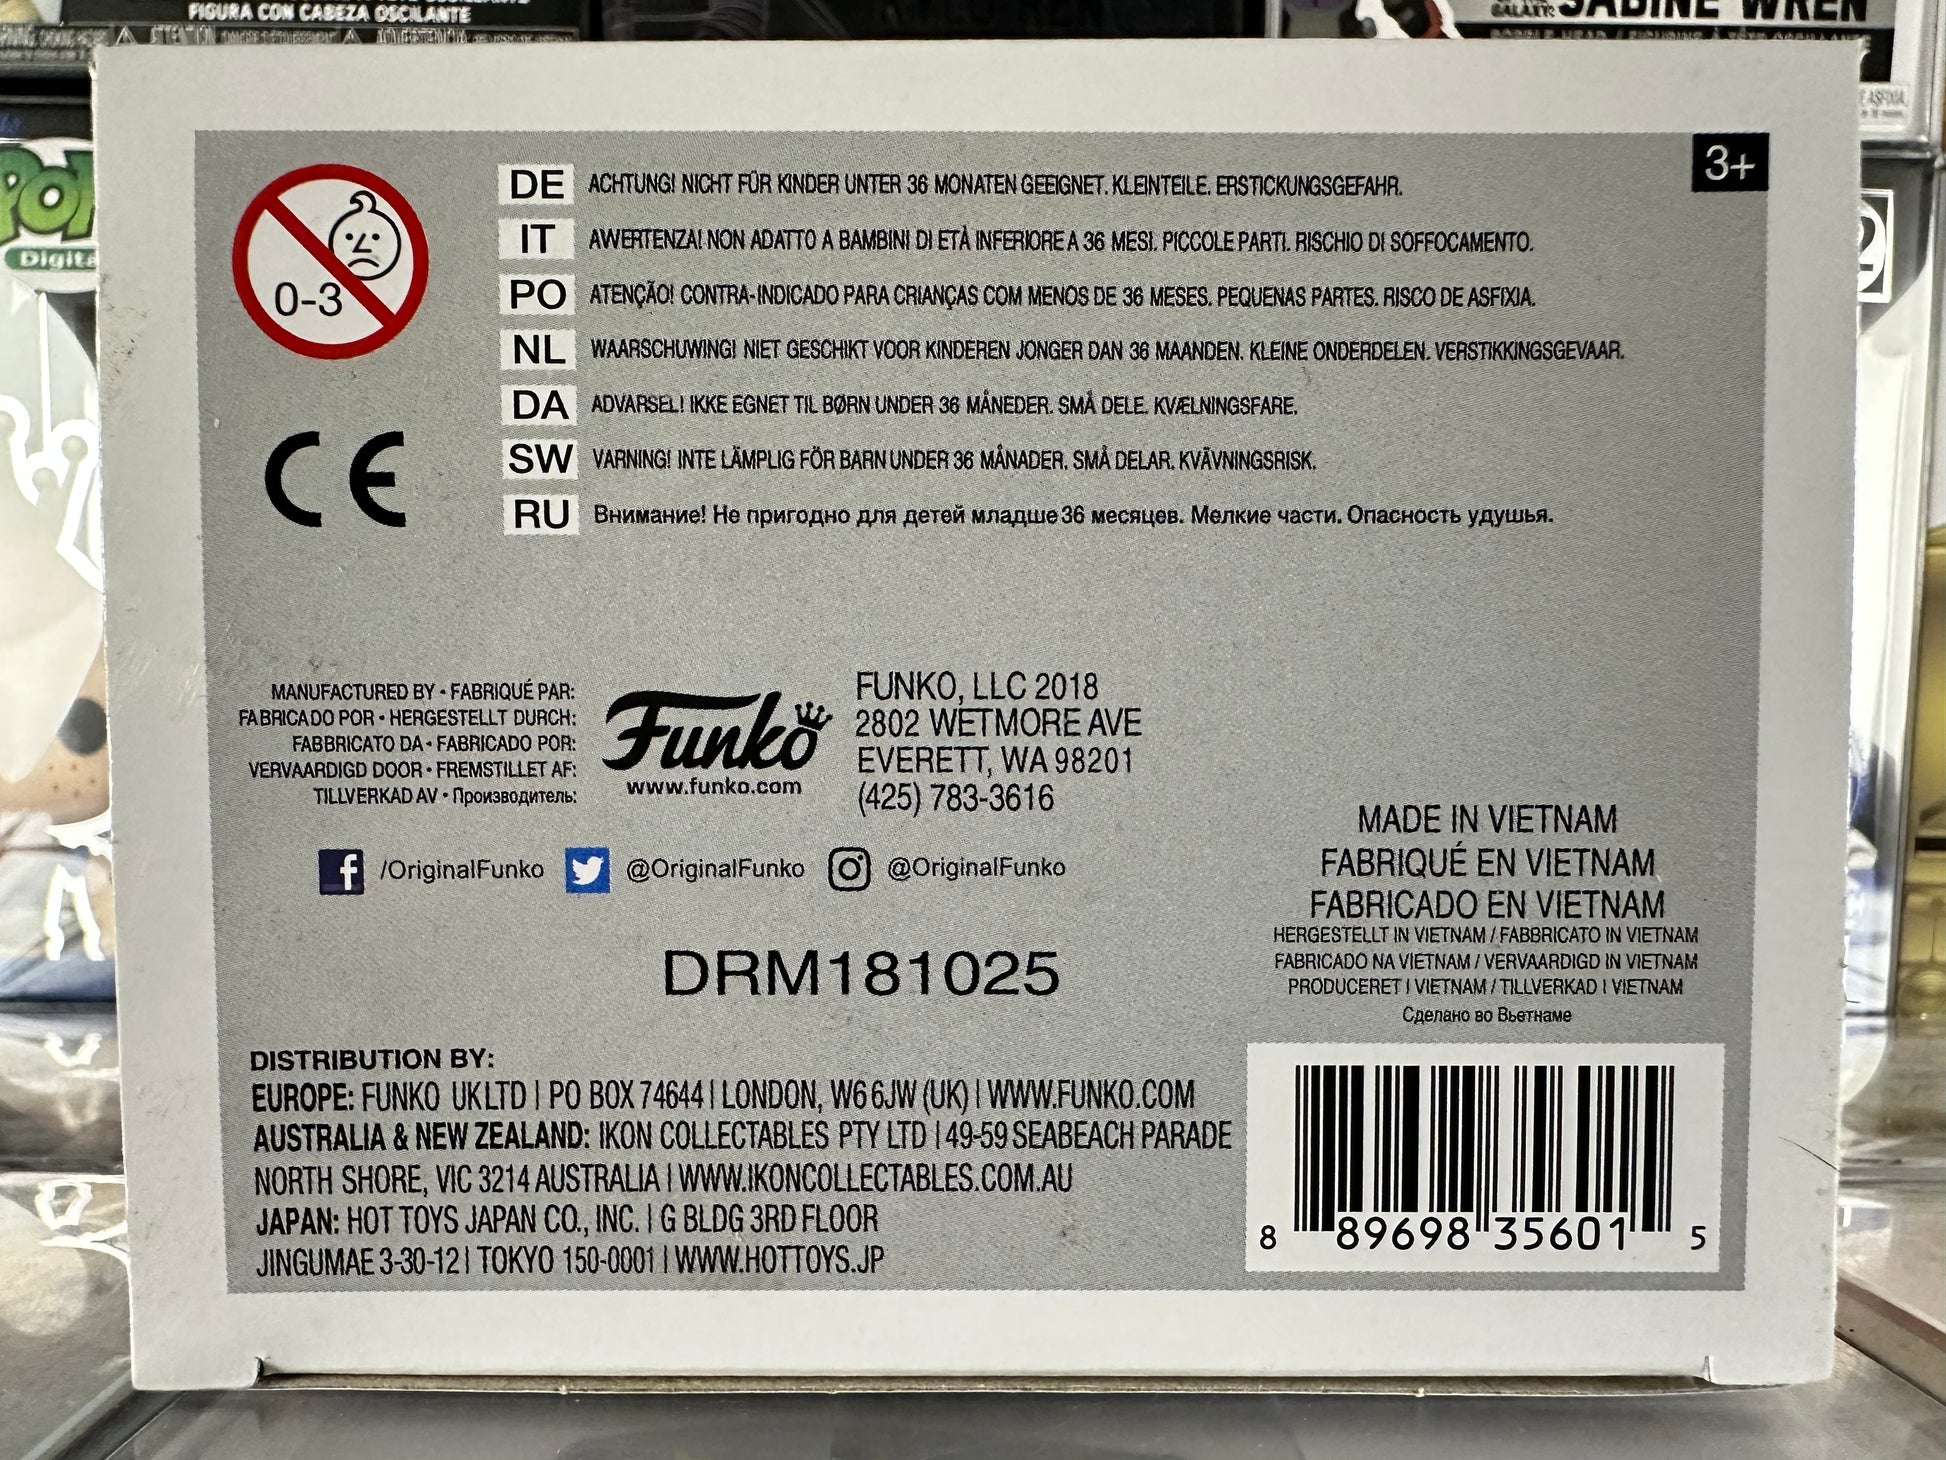 FIGURA CON CABEZA OSCILANTE
SABINE WREN
POP
Digita
3+
0-3
DE ACHTUNG! NICHT FÜR KINDER UNTER 36 MONATEN GEEIGNET. KLEINTEILE. ERSTICKUNGSGEFAHR.
IT AWERTENZA! NON ADATTO A BAMBINI DI ETÀ INFERIORE A 36 MESI. PICCOLE PARTI. RISCHIO DI SOFFOCAMENTO.
PO ATENÇÃO! CONTRA-INDICADO PARA CRIANÇAS COM MENOS DE 36 MESES. PEQUENAS PARTES. RISCO DE ASFIXIA.
NL WAARSCHUWING! NIET GESCHIKT VOOR KINDEREN JONGER DAN 36 MAANDEN. KLEINE ONDERDELEN. VERSTIKKINGSGEVAAR.
DA ADVARSEL! IKKE EGNET TIL BØRN UNDER 36 MÅNEDER. SMÅ DELE. KVÆLNINGSFARE.
SW VARNING! INTE LÄMPLIG FÖR BARN UNDER 36 MÅNADER. SMÅ DELAR. KVÄVNINGSRISK.
RU Внимание! Не пригодно для детей младше 36 месяцев. Мелкие части. Опасность удушья.
CE
MANUFACTURED BY • FABRIQUÉ PAR:
FABRICADO POR • HERGESTELLT DURCH:
FABBRICATO DA • FABRICADO POR:
VERVAARDIGD DOOR • FREMSTILLET AF:
TILLVERKAD AV • Производитель:
Funko
www.funko.com
FUNKO, LLC 2018
2802 WETMORE AVE
EVERETT, WA 98201
(425) 783-3616
/OriginalFunko @OriginalFunko @OriginalFunko
DRM181025
MADE IN VIETNAM
FABRIQUÉ EN VIETNAM
FABRICADO EN VIETNAM
HERGESTELLT IN VIETNAM / FABBRICATO IN VIETNAM
FABRICADO NA VIETNAM / VERVAARDIGD IN VIETNAM
PRODUCERET I VIETNAM / TILLVERKAD I VIETNAM
Сделано во Вьетнаме
DISTRIBUTION BY:
EUROPE: FUNKO UK LTD | PO BOX 74644 | LONDON, W6 6JW (UK) | WWW.FUNKO.COM
AUSTRALIA & NEW ZEALAND: IKON COLLECTABLES PTY LTD | 49-59 SEABEACH PARADE
NORTH SHORE, VIC 3214 AUSTRALIA | WWW.IKONCOLLECTABLES.COM.AU
JAPAN: HOT TOYS JAPAN CO., INC. | G BLDG 3RD FLOOR
JINGUMAE 3-30-12 | TOKYO 150-0001 | WWW.HOTTOYS.JP
8 89698 35601 5